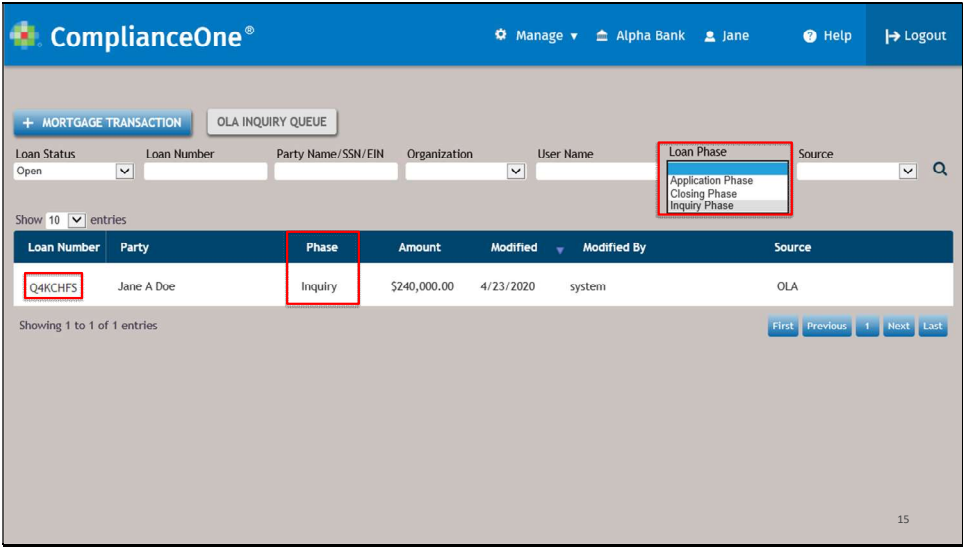 ComplianceOne®
Manage ▼ Alpha Bank Jane Help Logout
+ MORTGAGE TRANSACTION OLA INQUIRY QUEUE
Loan Status Loan Number Party Name/SSN/EIN Organization User Name Loan Phase Source
Open
Application Phase
Closing Phase
Inquiry Phase
Show 10 entries
Loan Number Party Phase Amount Modified Modified By Source
Q4KCHFS Jane A Doe Inquiry $240,000.00 4/23/2020 system OLA
Showing 1 to 1 of 1 entries
First Previous 1 Next Last
15